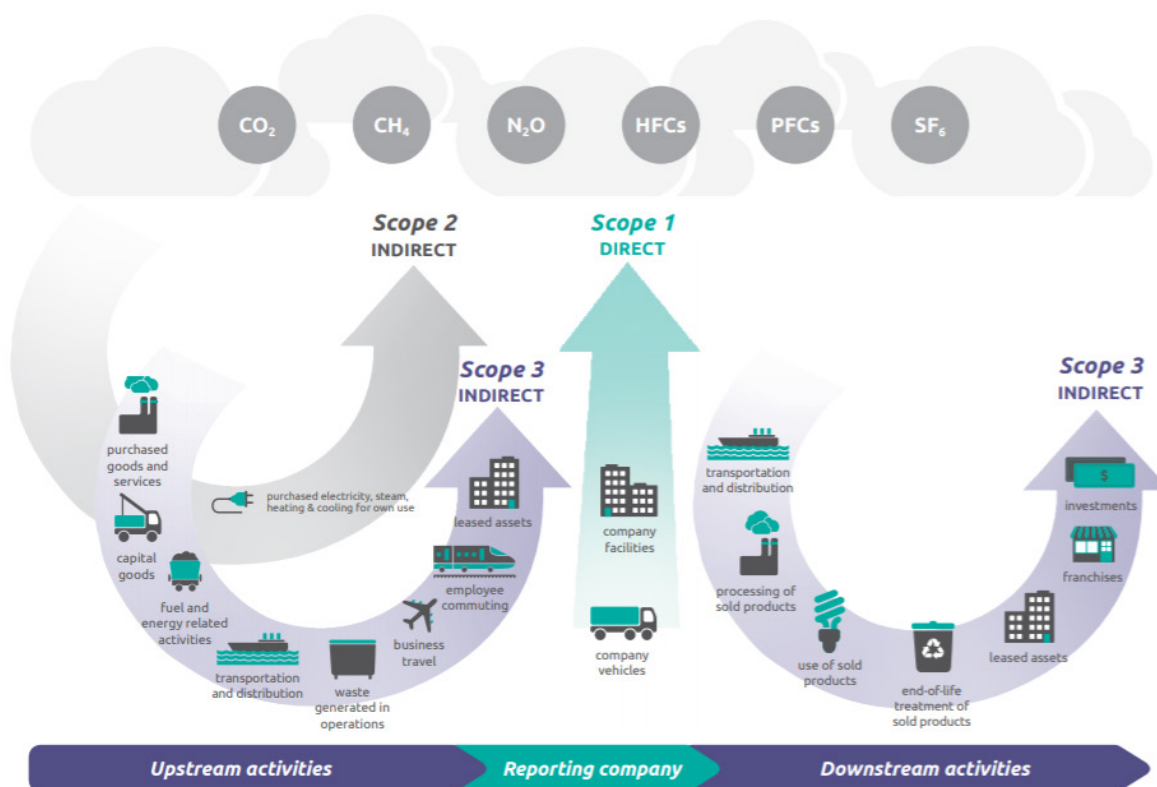 CO₂
CH₄
N₂O
HFCs
PFCs
SF₆
Scope 2
INDIRECT
Scope 1
DIRECT
Scope 3
INDIRECT
Scope 3
INDIRECT
purchased
goods and
services
capital
goods
fuel and
energy related
activities
purchased electricity, steam,
heating & cooling for own use
transportation
and distribution
waste
generated in
operations
business
travel
employee
commuting
leased assets
company
facilities
company
vehicles
transportation
and distribution
processing of
sold products
use of sold
products
end-of-life
treatment of
sold products
leased assets
franchises
$
investments
Upstream activities
Reporting company
Downstream activities